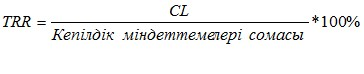 TRR = CL / Кепілдік міндеттемелері сомасы *100%